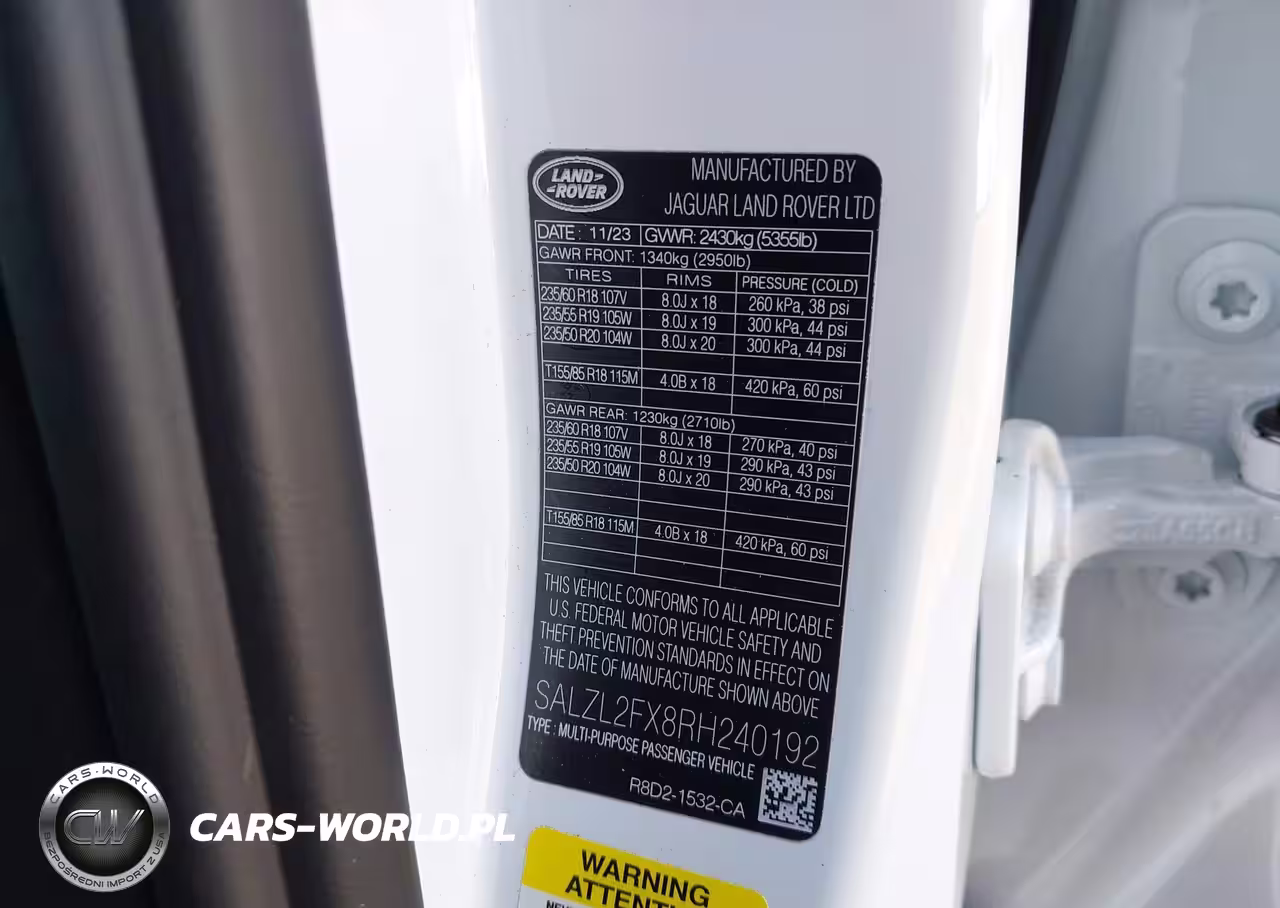 LAND-
-ROVER
MANUFACTURED BY
JAGUAR LAND ROVER LTD
DATE: 11/23 GVWR: 2430kg (5355lb)
GAWR FRONT: 1340kg (2950lb)
TIRES RIMS PRESSURE (COLD)
235/60 R18 107V 8.0J x 18 260 kPa, 38 psi
235/55 R19 105W 8.0J x 19 300 kPa, 44 psi
235/50 R20 104W 8.0J x 20 300 kPa, 44 psi
T155/85 R18 115M 4.0B x 18 420 kPa, 60 psi
GAWR REAR: 1230kg (2710lb)
235/60 R18 107V 8.0J x 18 270 kPa, 40 psi
235/55 R19 105W 8.0J x 19 290 kPa, 43 psi
235/50 R20 104W 8.0J x 20 290 kPa, 43 psi
T155/85 R18 115M 4.0B x 18 420 kPa, 60 psi
THIS VEHICLE CONFORMS TO ALL APPLICABLE
U.S. FEDERAL MOTOR VEHICLE SAFETY AND
THEFT PREVENTION STANDARDS IN EFFECT ON
THE DATE OF MANUFACTURE SHOWN ABOVE
SALZL2FX8RH240192
TYPE : MULTI-PURPOSE PASSENGER VEHICLE
R8D2-1532-CA
WARNING
CARS-WORLD
CW
BEZPOŚREDNI IMPORT Z USA
CARS-WORLD.PL